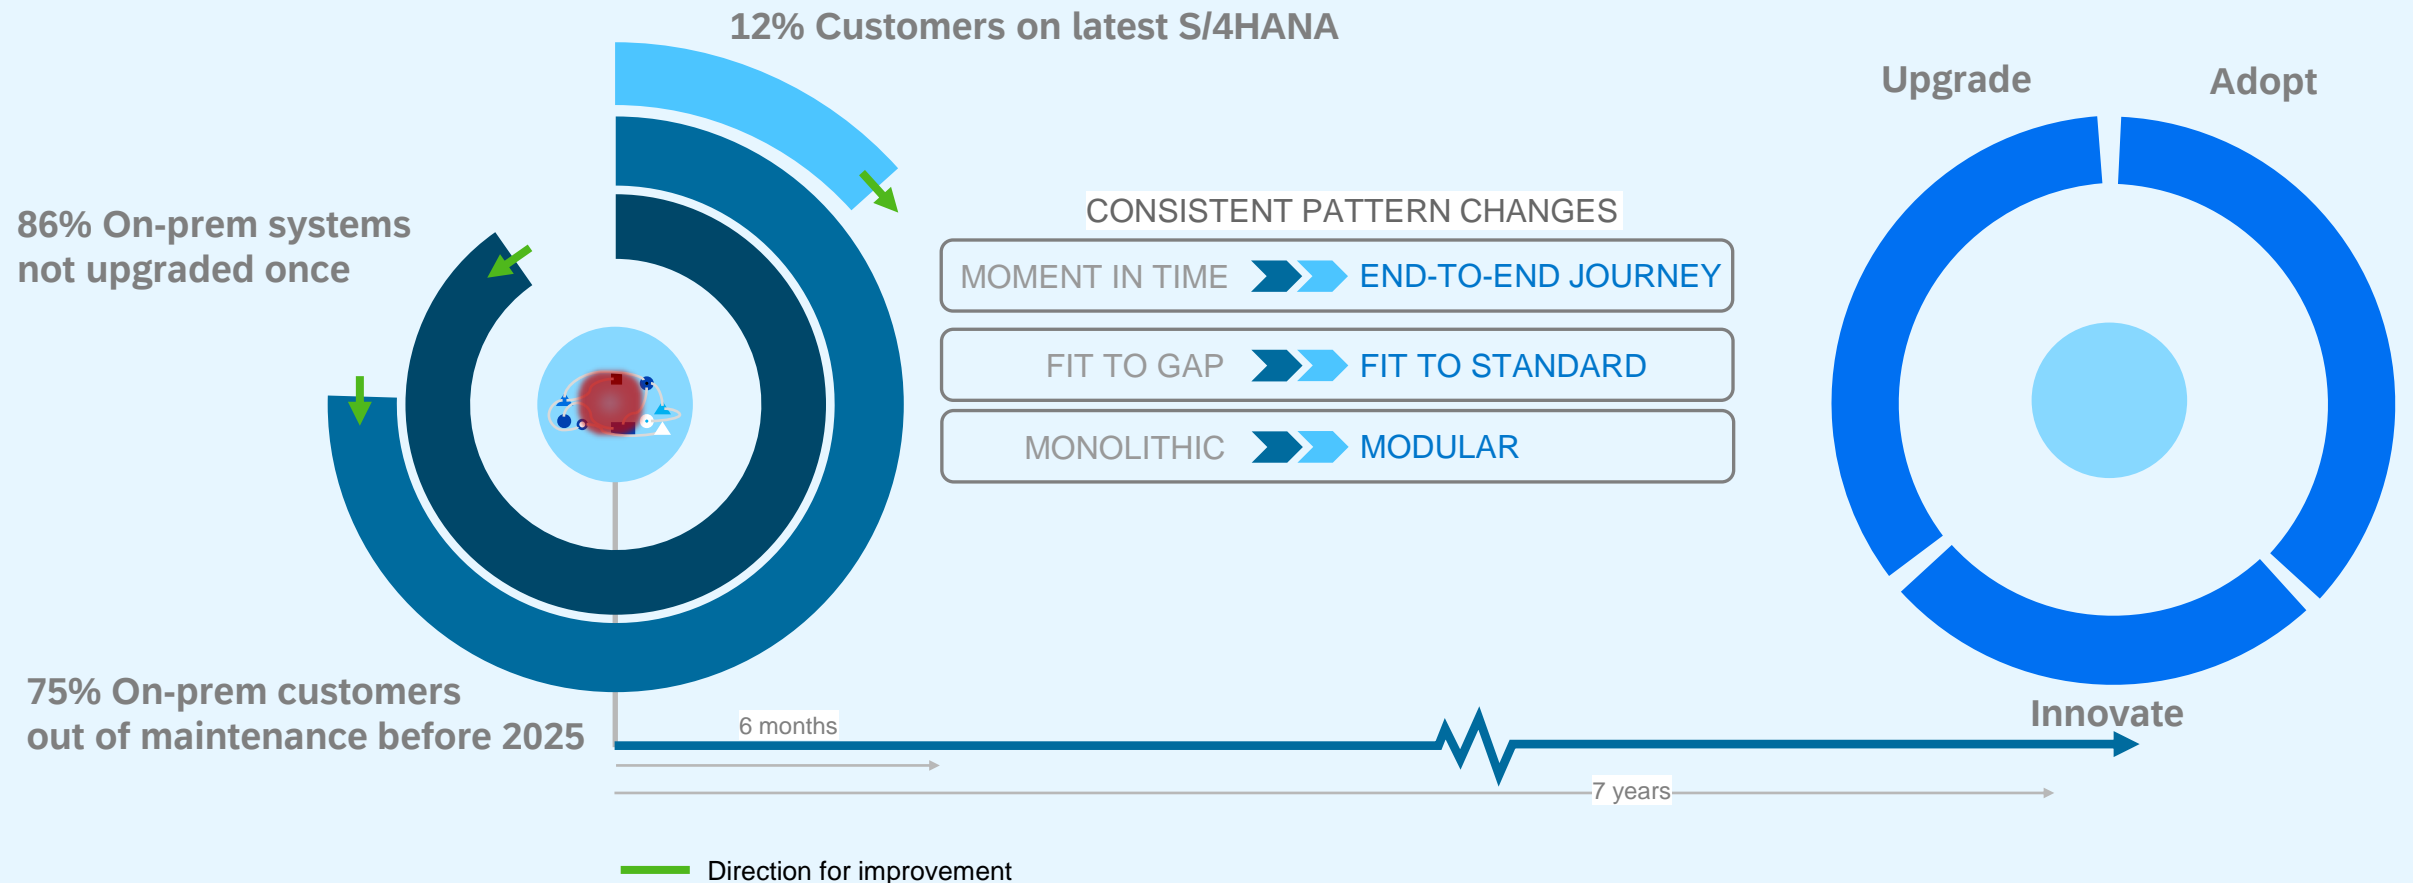 12% Customers on latest S/4HANA
Upgrade
Adopt
86% On-prem systems
not upgraded once
CONSISTENT PATTERN CHANGES
MOMENT IN TIME
END-TO-END JOURNEY
FIT TO GAP
FIT TO STANDARD
MONOLITHIC
MODULAR
75% On-prem customers
out of maintenance before 2025
Innovate
6 months
7 years
Direction for improvement